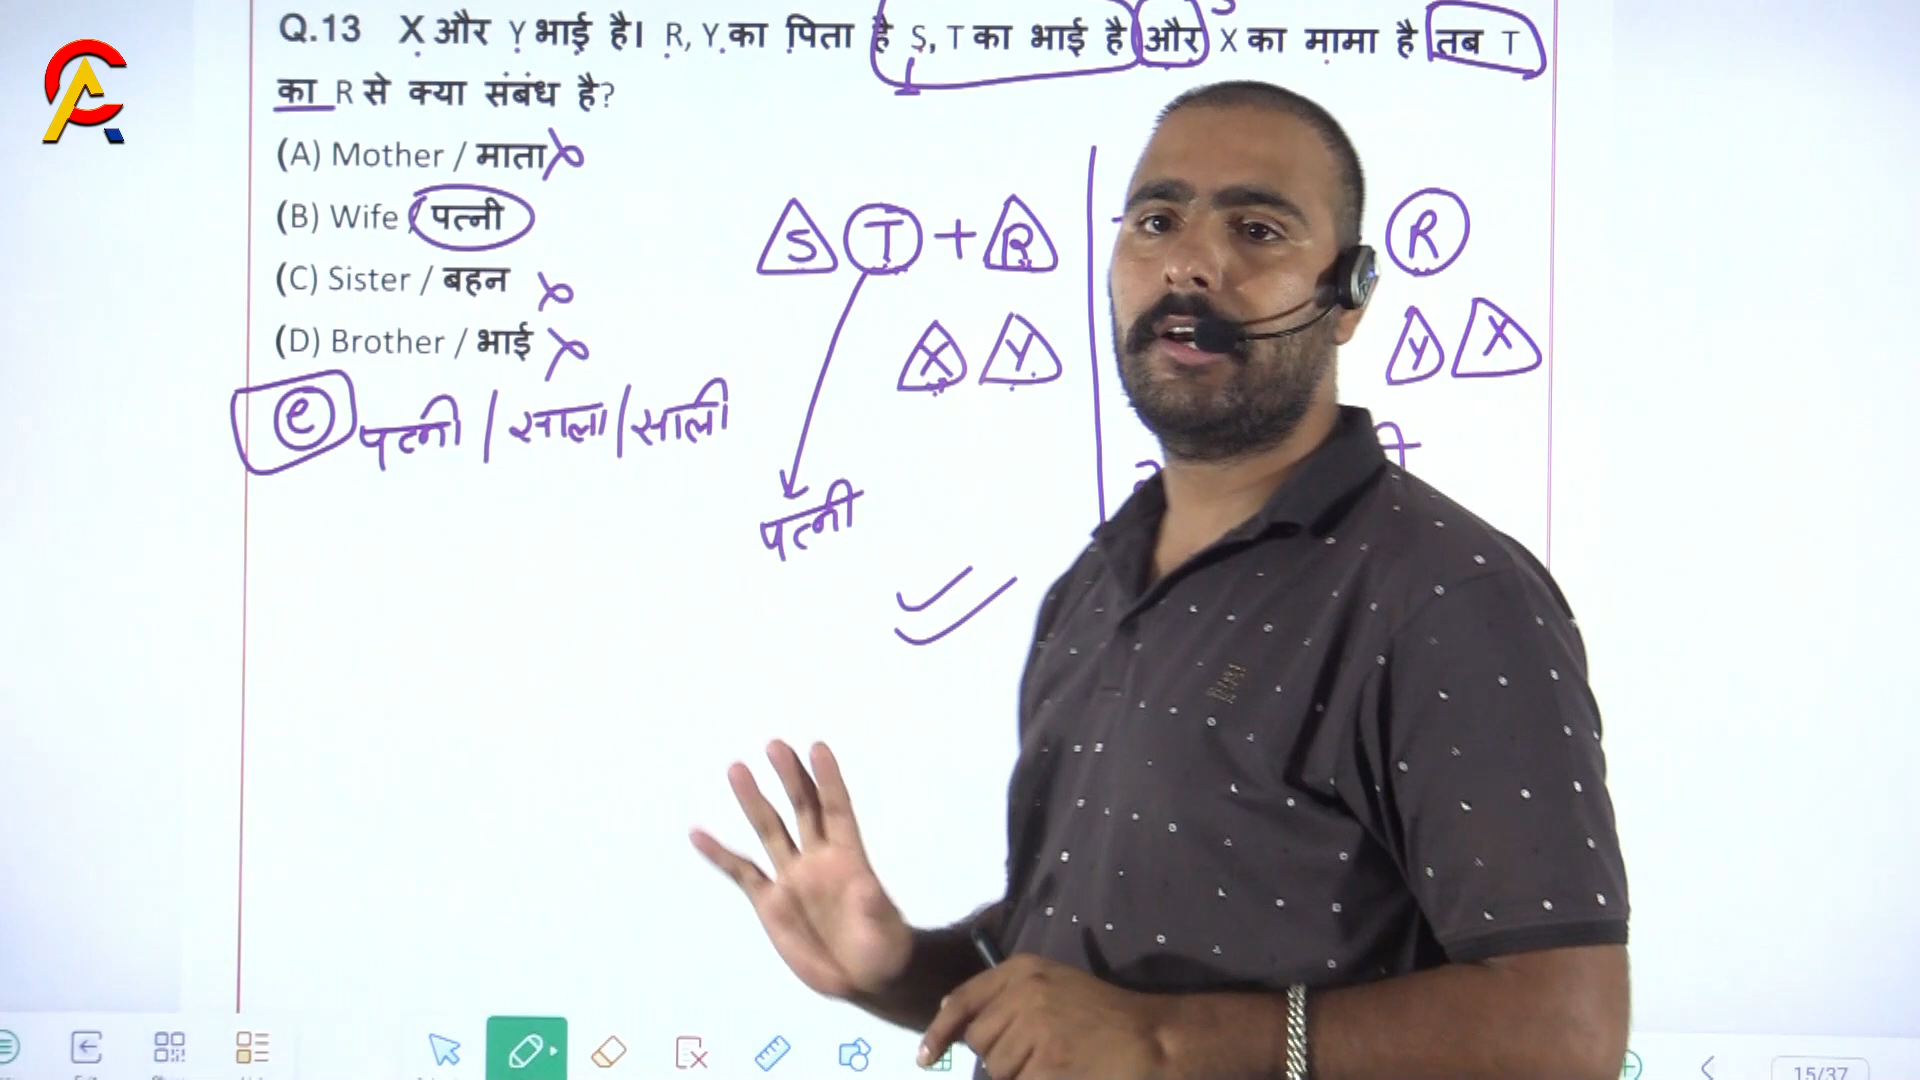 Q.13 X और Y भाई है। R, Y का पिता है S, T का भाई है और X का मामा है तब T
का R से क्या संबंध है?
(A) Mother / माता
(B) Wife / पत्नी
(C) Sister / बहन
(D) Brother / भाई
(e) पत्नी / साला / साली
S T + R
X Y
पत्नी
R
Y X
15/37